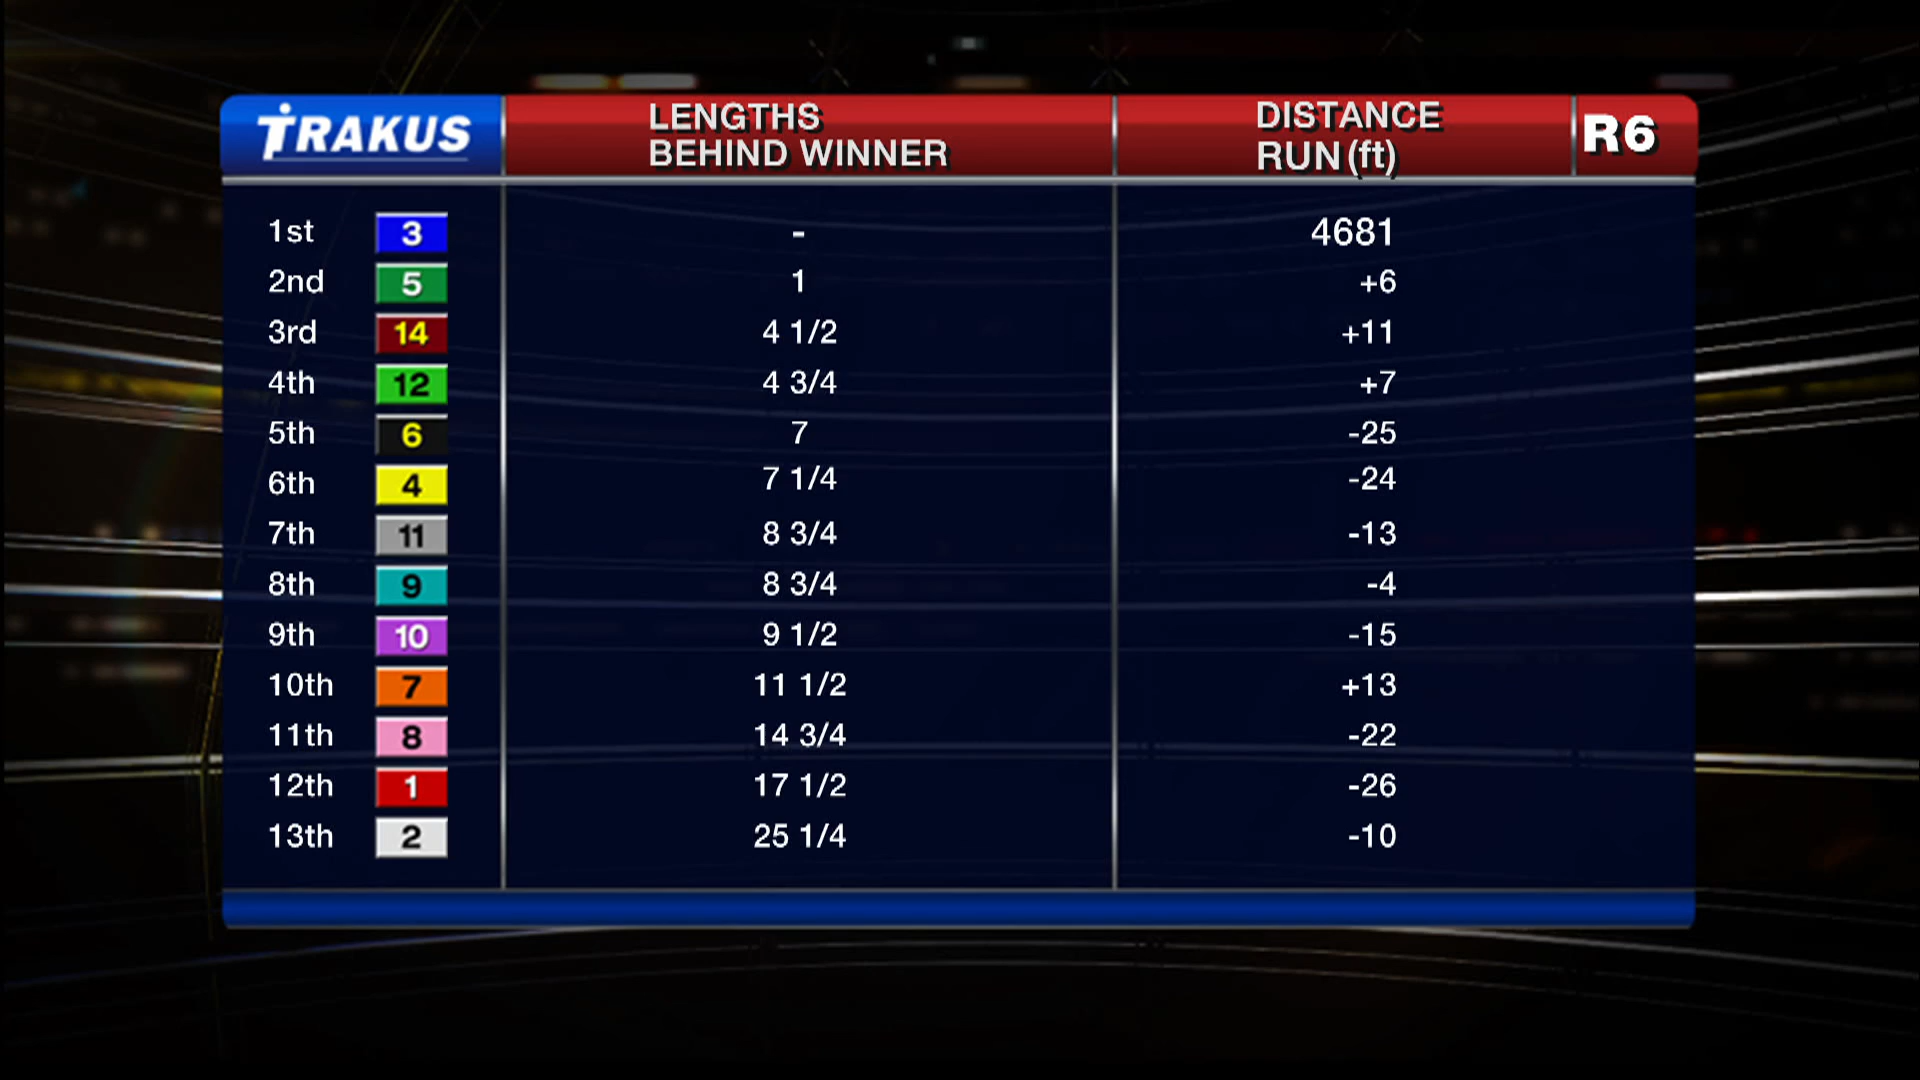 TRAKUS
LENGTHS
BEHIND WINNER
DISTANCE
RUN (ft)
R6
1st 3 - 4681
2nd 5 1 +6
3rd 14 4 1/2 +11
4th 12 4 3/4 +7
5th 6 7 -25
6th 4 7 1/4 -24
7th 11 8 3/4 -13
8th 9 8 3/4 -4
9th 10 9 1/2 -15
10th 7 11 1/2 +13
11th 8 14 3/4 -22
12th 1 17 1/2 -26
13th 2 25 1/4 -10